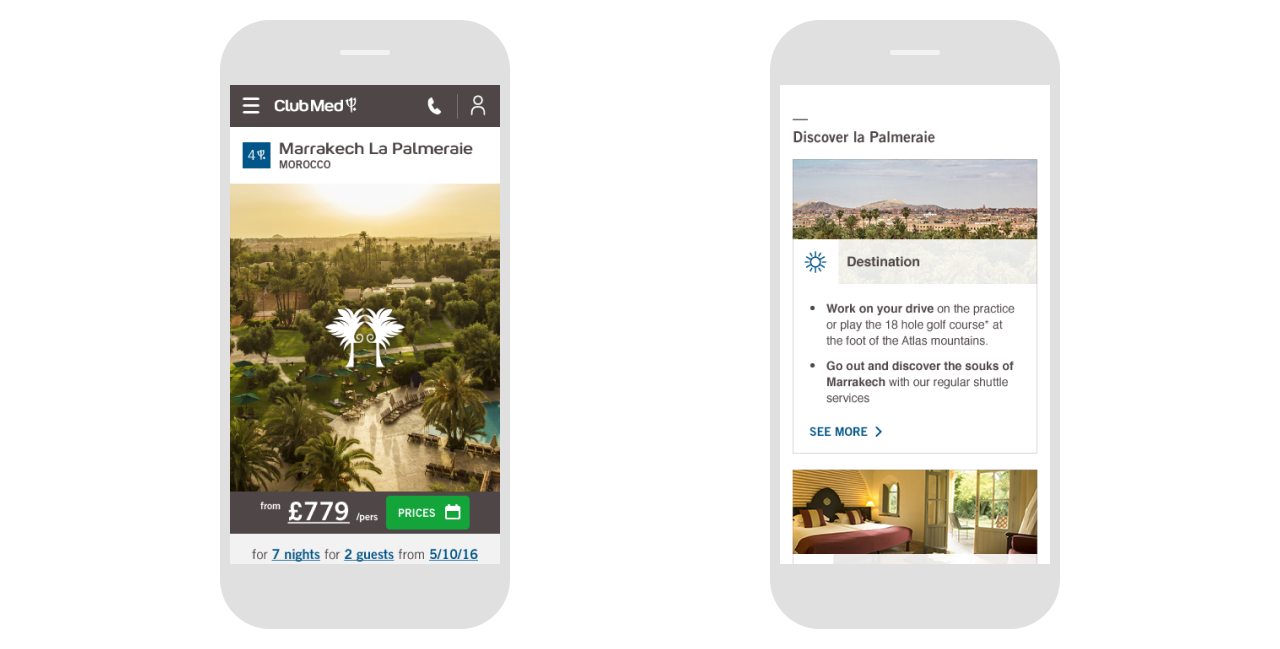 Club Med
4 Marrakech La Palmeraie
MOROCCO
from £779 /pers PRICES
for 7 nights for 2 guests from 5/10/16
Discover la Palmeraie
Destination
• Work on your drive on the practice
or play the 18 hole golf course* at
the foot of the Atlas mountains.
• Go out and discover the souks of
Marrakech with our regular shuttle
services
SEE MORE